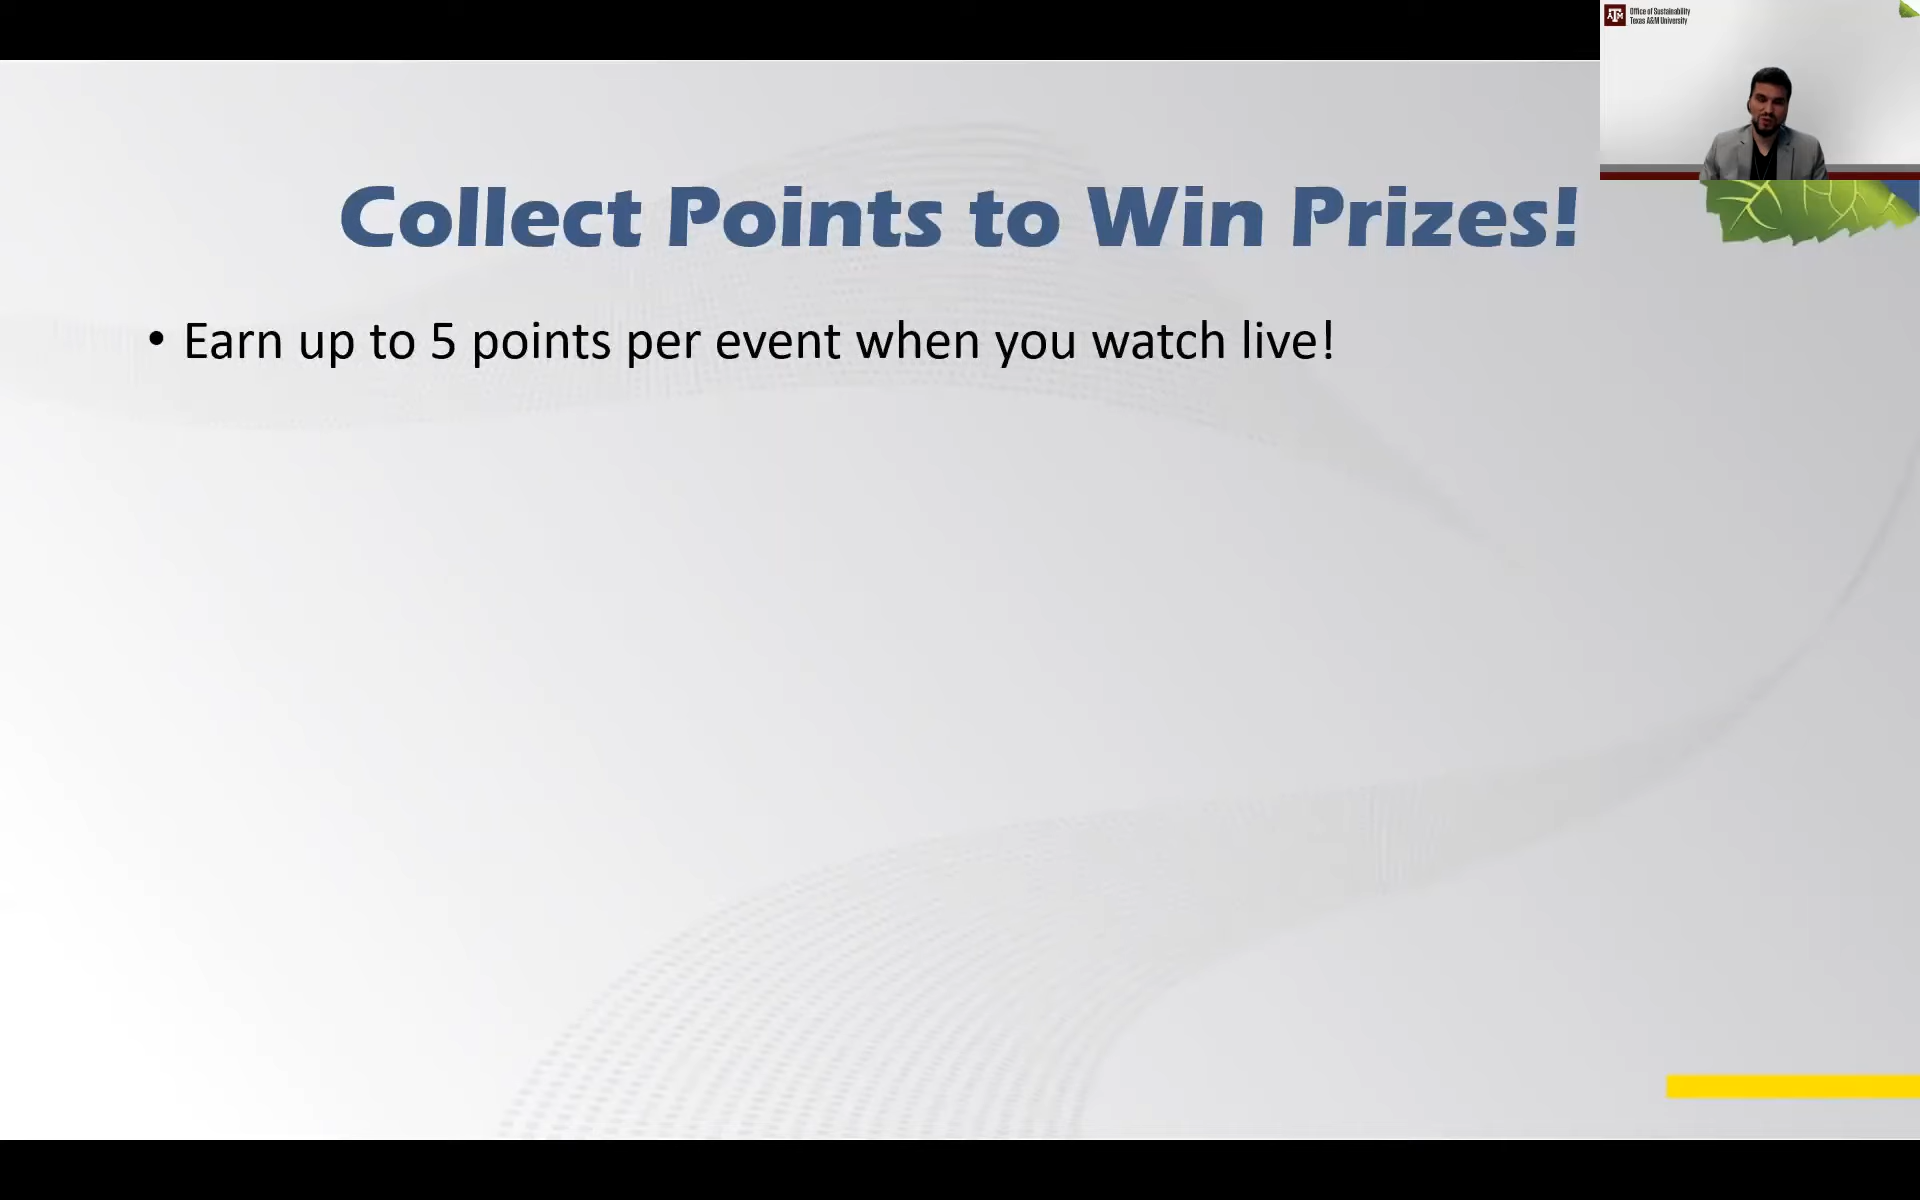 Office of Sustainability
Texas A&M University
Collect Points to Win Prizes!
• Earn up to 5 points per event when you watch live!